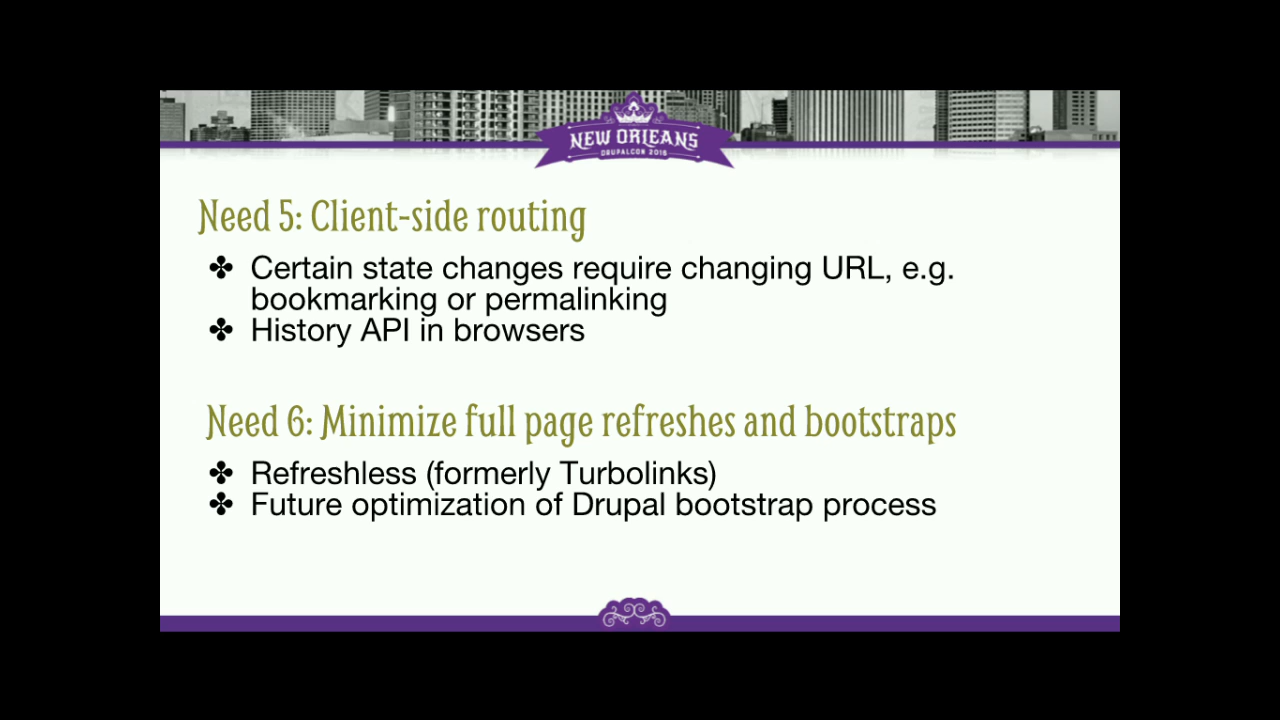 NEW ORLEANS
DRUPALCON 2016
Need 5: Client-side routing
✤ Certain state changes require changing URL, e.g.
bookmarking or permalinking
✤ History API in browsers
Need 6: Minimize full page refreshes and bootstraps
✤ Refreshless (formerly Turbolinks)
✤ Future optimization of Drupal bootstrap process